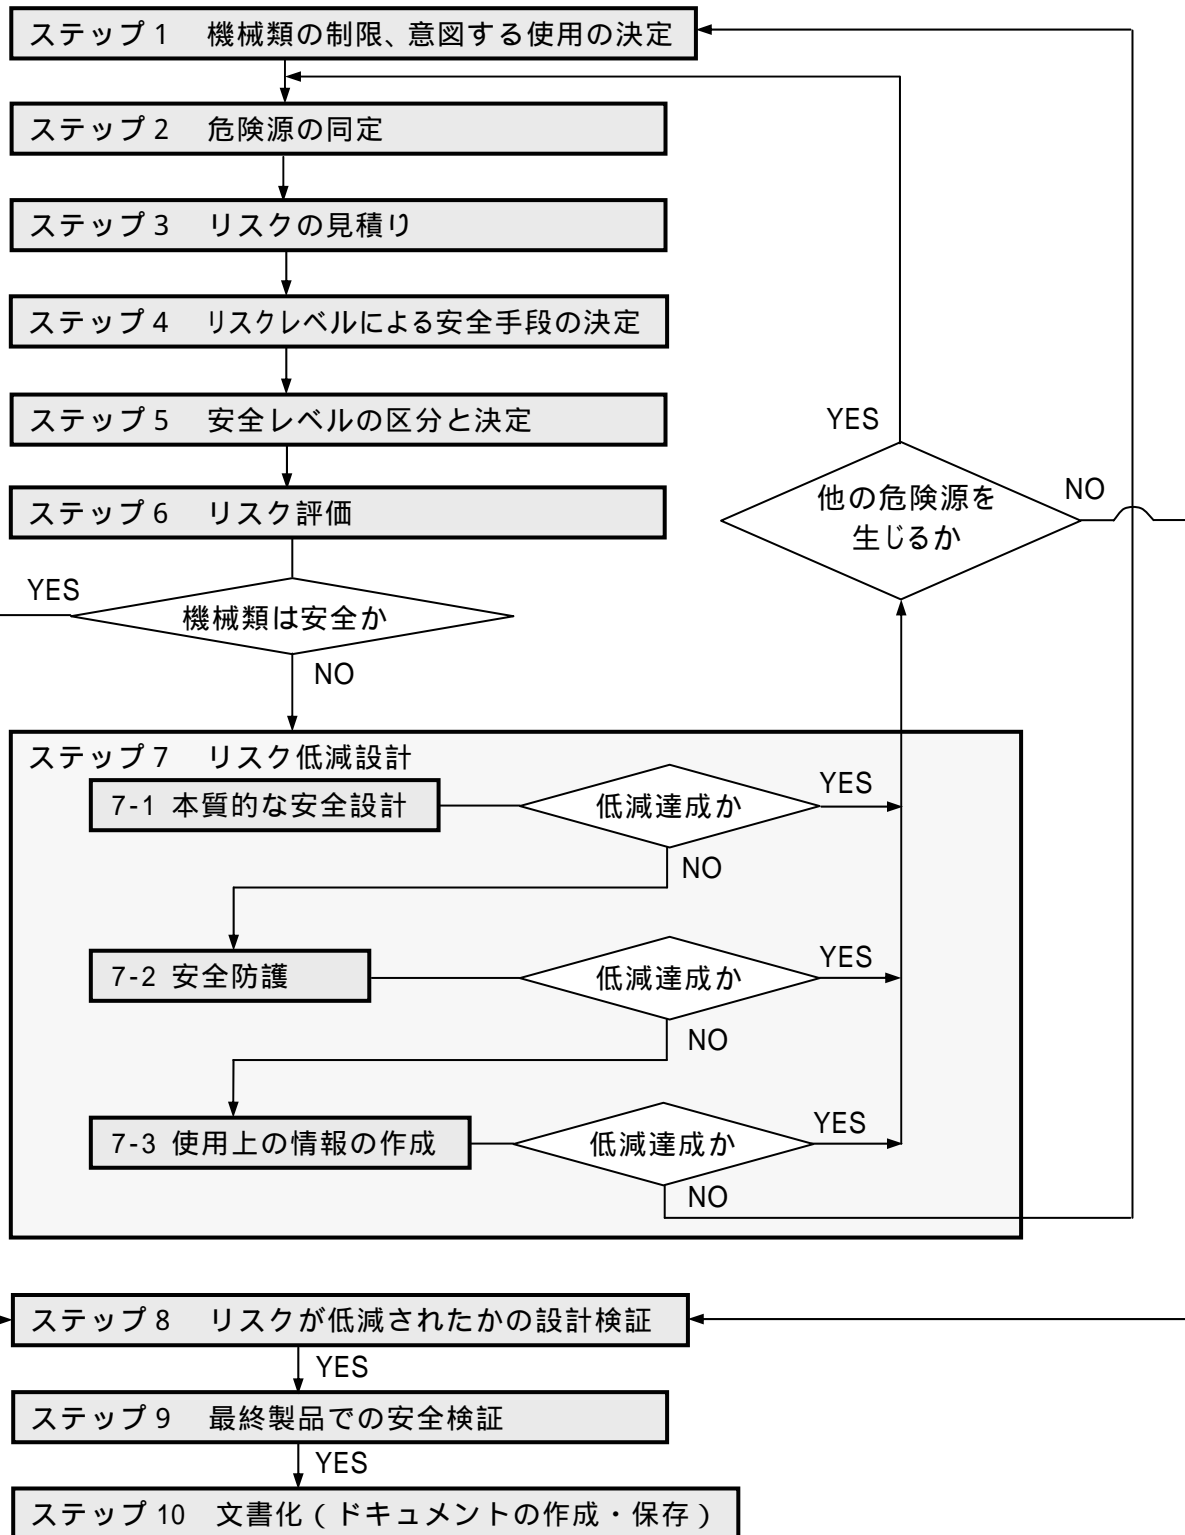 ステップ1　機械類の制限、意図する使用の決定
ステップ2　危険源の同定
ステップ3　リスクの見積り
ステップ4　リスクレベルによる安全手段の決定
ステップ5　安全レベルの区分と決定
YES
他の危険源を
生じるか
NO
ステップ6　リスク評価
YES
機械類は安全か
NO
ステップ7　リスク低減設計
7-1 本質的な安全設計
低減達成か
YES
NO
7-2 安全防護
低減達成か
YES
NO
7-3 使用上の情報の作成
低減達成か
YES
NO
ステップ8　リスクが低減されたかの設計検証
YES
ステップ9　最終製品での安全検証
YES
ステップ10　文書化（ドキュメントの作成・保存）